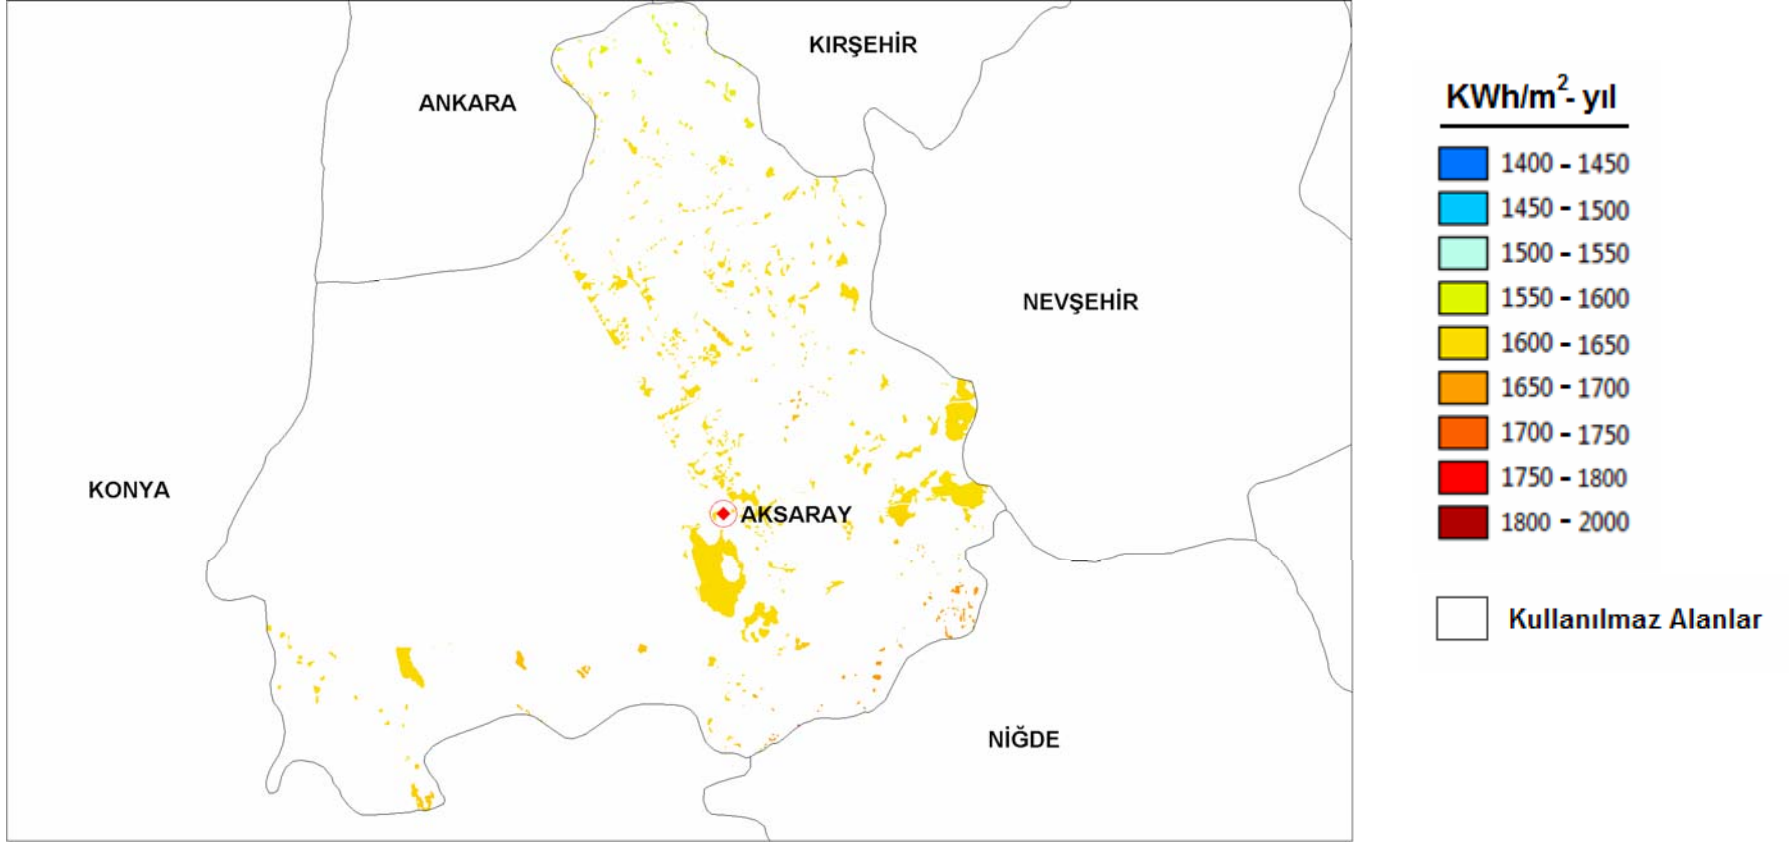 KIRŞEHİR
ANKARA
NEVŞEHİR
KONYA
AKSARAY
NİĞDE
KWh/m²- yıl
1400 - 1450
1450 - 1500
1500 - 1550
1550 - 1600
1600 - 1650
1650 - 1700
1700 - 1750
1750 - 1800
1800 - 2000
Kullanılmaz Alanlar